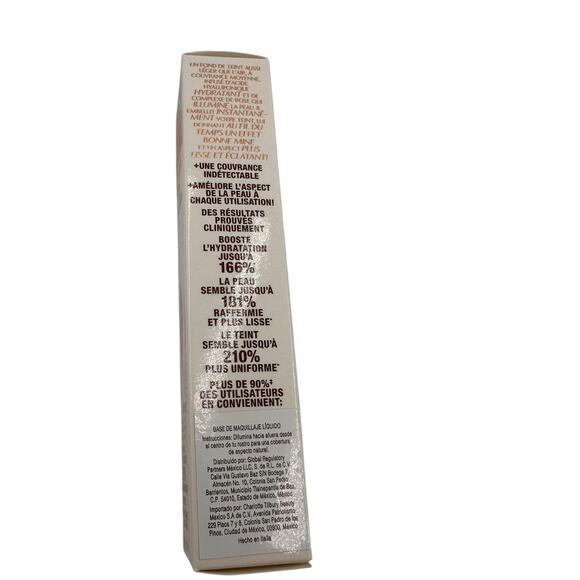 UN FOND DE TEINT AUSSI
LÉGER QUE L'AIR, À
COUVRANCE MOYENNE,
INFUSÉ D'ACIDE
HYALURONIQUE
HYDRATANT ET DE
COMPLEXE DE ROSE QUI
ILLUMINE LA PEAU &
EMBELLIT INSTANTANÉ-
MENT VOTRE TEINT, LUI
DONNANT AU FIL DU
TEMPS UN EFFET
BONNE MINE
ET UN ASPECT PLUS
LISSE ET ÉCLATANT!
+UNE COUVRANCE
INDÉTECTABLE
+AMÉLIORE L'ASPECT
DE LA PEAU À
CHAQUE UTILISATION!
DES RÉSULTATS
PROUVÉS
CLINIQUEMENT
BOOSTE
L'HYDRATATION
JUSQU'À
166%*
LA PEAU
SEMBLE JUSQU'À
181%
RAFFERMIE
ET PLUS LISSE*
LE TEINT
SEMBLE JUSQU'À
210%
PLUS UNIFORME*
PLUS DE 90%‡
DES UTILISATEURS
EN CONVIENNENT:
BASE DE MAQUILLAJE LÍQUIDO
Instrucciones: Difumina hacia afuera desde
el centro de tu rostro para una cobertura
de aspecto natural.
Distribuido por: Global Regulatory
Partners México LLC, S. de R.L. de C.V.
Calle Vía Gustavo Baz S/N Bodega 7
Almacén No. 10, Colonia San Pedro
Barrientos, Municipio Tlalnepantla de Baz
C.P. 54010, Estado de México, México
Importado por: Charlotte Tilbury Beauty
Mexico S.A de C.V, Avenida Patriotismo
229 Pisos 7 y 8, Colonia San Pedro de los
Pinos, Ciudad de México, 03800, México
Hecho en Italia